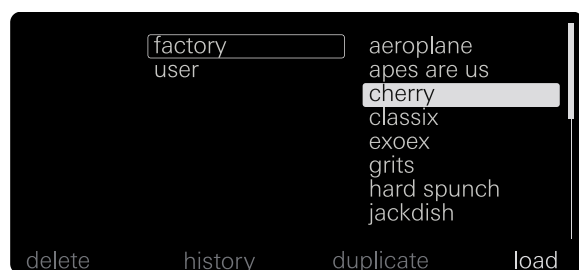 factory
user
aeroplane
apes are us
cherry
classix
exoex
grits
hard spunch
jackdish
delete history duplicate load